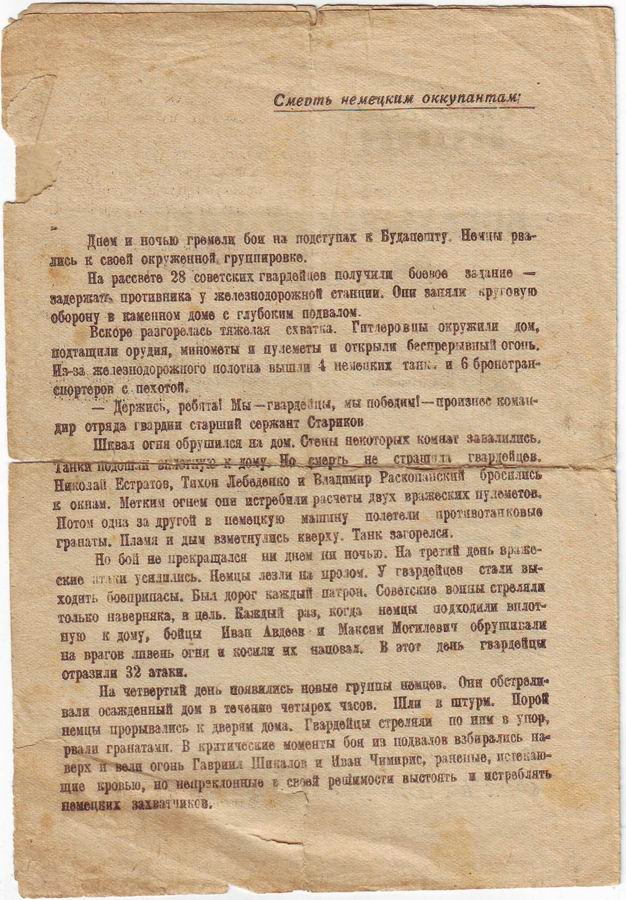 Смерть немецким оккупантам!
Днем и ночью гремели бои на подступах к Будапешту. Немцы рва-
лись к своей окруженной группировке.
На рассвете 28 советских гвардейцев получили боевое задание —
задержать противника у железнодорожной станции. Они заняли круговую
оборону в каменном доме с глубоким подвалом.
Вскоре разгорелась тяжелая схватка. Гитлеровцы окружили дом,
подтащили орудия, минометы и пулеметы и открыли беспрерывный огонь.
Из-за железнодорожного полотна вышли 4 немецких танка и 6 бронетран-
спортеров с пехотой.
— Держись, ребята! Мы — гвардейцы, мы победим! — произнес коман-
дир отряда гвардии старший сержант Стариков
Шквал огня обрушился на дом. Стены некоторых комнат завалились.
Танки подошли вплотную к дому. Но смерть не страшила гвардейцев.
Николай Естратов, Тихон Лебеденко и Владимир Раскопанский бросились
к окнам. Метким огнем они истребили расчеты двух вражеских пулеметов.
Потом одна за другой в немецкую машину полетели противотанковые
гранаты. Пламя и дым взметнулись кверху. Танк загорелся.
Но бой не прекращался ни днем ни ночью. На третий день враже-
ские атаки усилились. Немцы лезли на пролом. У гвардейцев стали вы-
ходить боеприпасы. Был дорог каждый патрон. Советские воины стреляли
только наверняка, в цель. Каждый раз, когда немцы подходили вплот-
ную к дому, бойцы Иван Авдеев и Максим Могилевич обрушивали
на врагов ливень огня и косили их наповал. В этот день гвардейцы
отразили 32 атаки.
На четвертый день появились новые группы немцев. Они обстрели-
вали осажденный дом в течение четырех часов. Шли в штурм. Порой
немцы прорывались к дверям дома. Гвардейцы стреляли по ним в упор,
рвали гранатами. В критические моменты боя из подвалов взбирались на-
верх и вели огонь Гавриил Шикалов и Иван Чимирис, раненые, истекаю-
щие кровью, но непреклонные в своей решимости выстоять и истреблять
немецких захватчиков.